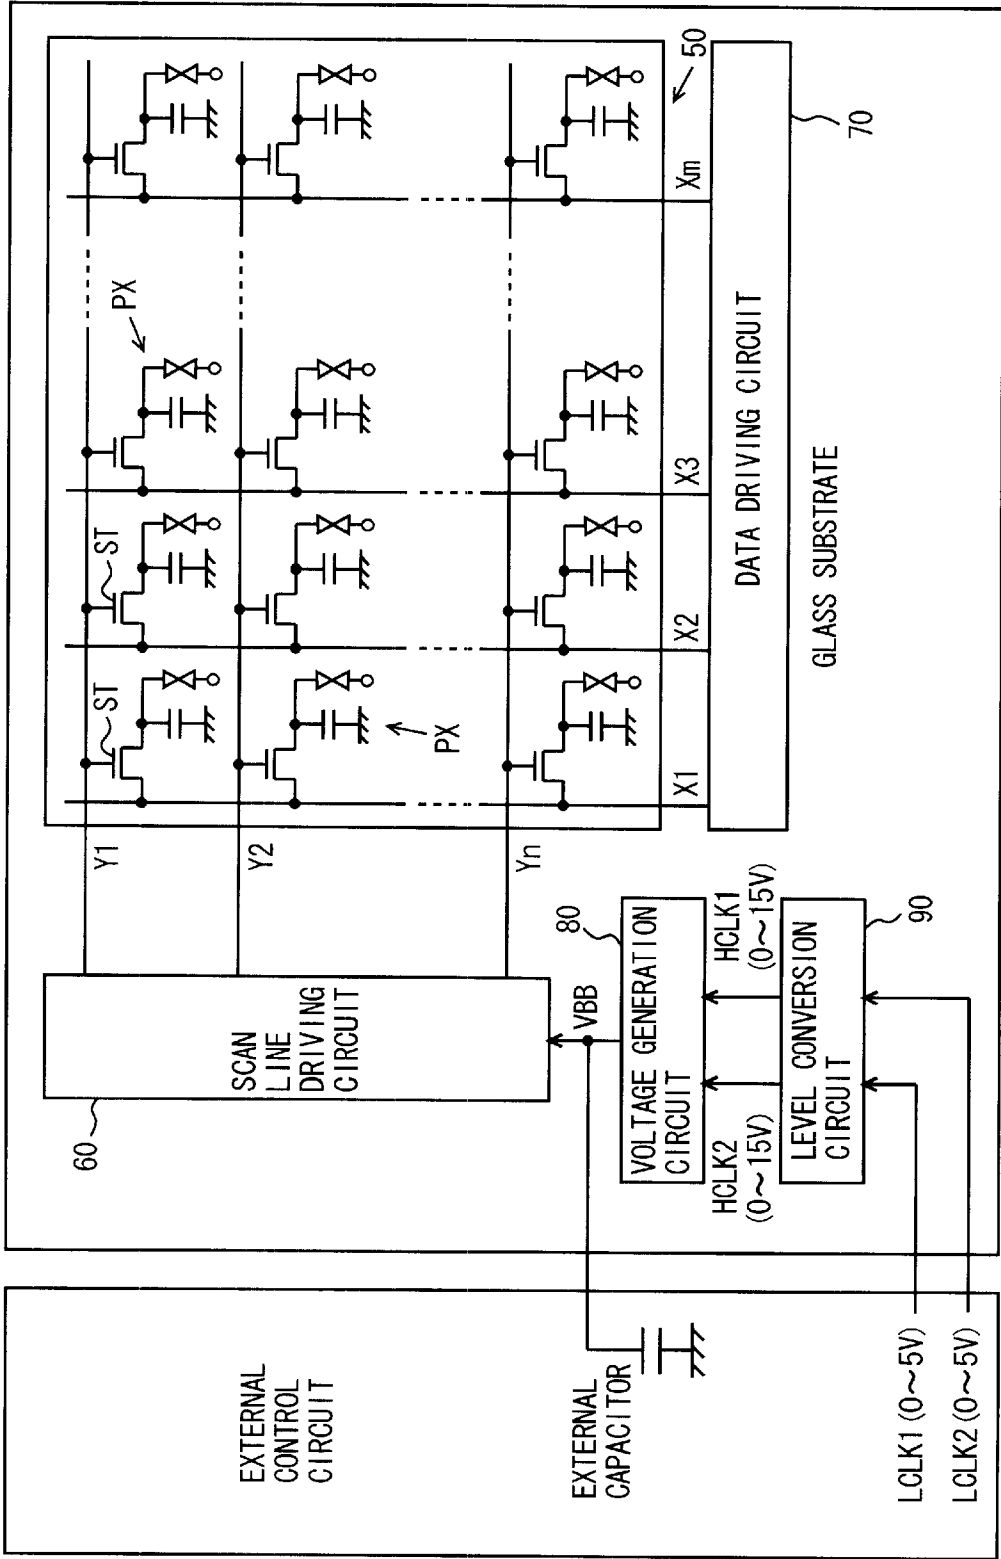 EXTERNAL
CONTROL
CIRCUIT
EXTERNAL
CAPACITOR
LCLK1 (0~5V)
LCLK2 (0~5V)
60
SCAN
LINE
DRIVING
CIRCUIT
VBB
80
VOLTAGE GENERATION
CIRCUIT
HCLK2
(0~15V)
HCLK1
(0~15V)
LEVEL CONVERSION
CIRCUIT
90
Y1
Y2
Yn
ST
ST
PX
PX
X1
X2
X3
Xm
50
DATA DRIVING CIRCUIT
70
GLASS SUBSTRATE